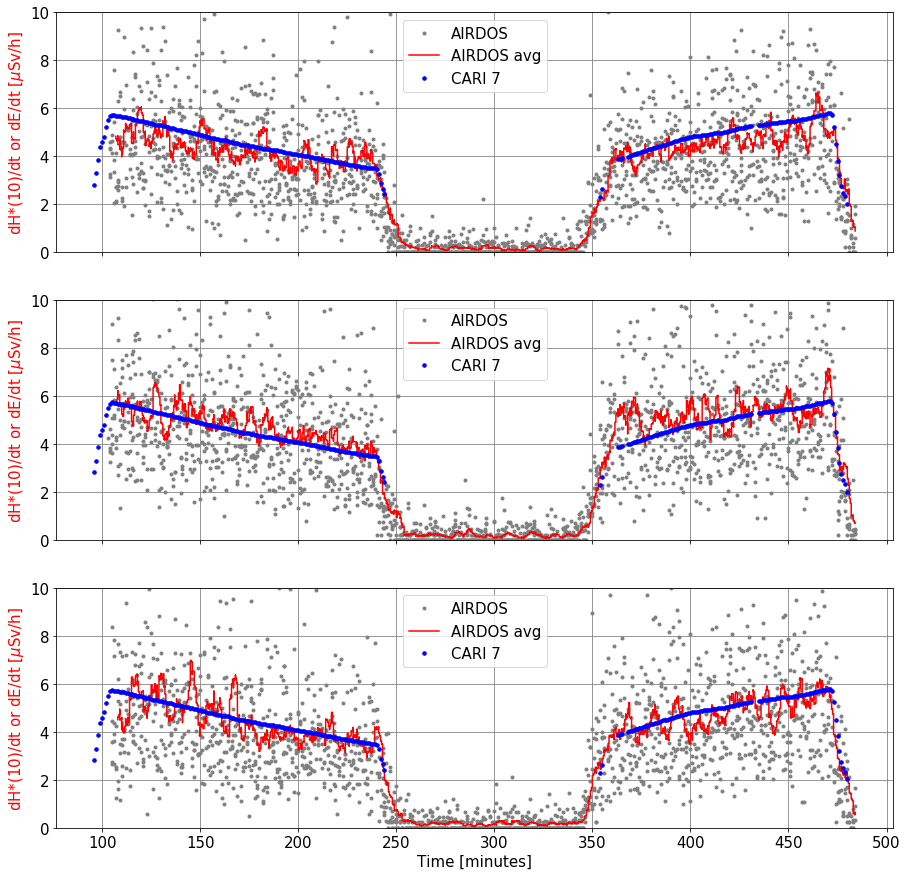 10
8
6
4
2
0
dH*(10)/dt or dE/dt [μSv/h]
AIRDOS
AIRDOS avg
CARI 7
10
8
6
4
2
0
dH*(10)/dt or dE/dt [μSv/h]
AIRDOS
AIRDOS avg
CARI 7
10
8
6
4
2
0
dH*(10)/dt or dE/dt [μSv/h]
AIRDOS
AIRDOS avg
CARI 7
100 150 200 250 300 350 400 450 500
Time [minutes]